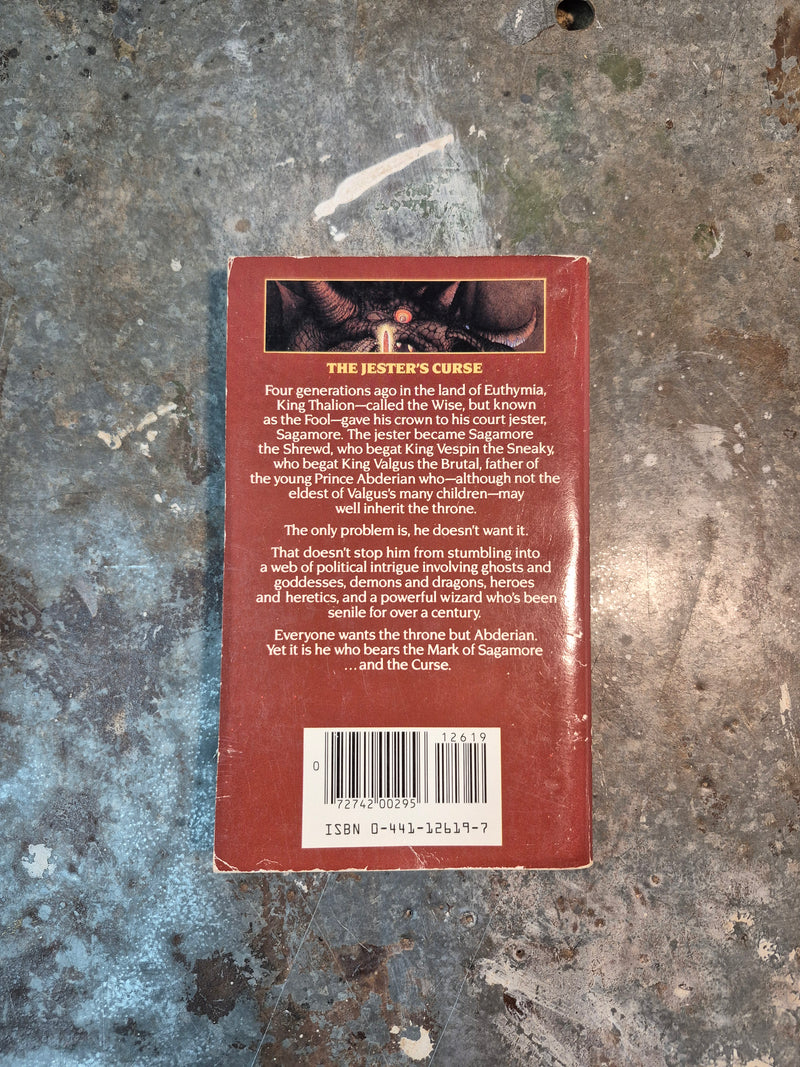 THE JESTER'S CURSE
Four generations ago in the land of Euthymia,
King Thalion—called the Wise, but known
as the Fool—gave his crown to his court jester,
Sagamore. The jester became Sagamore
the Shrewd, who begat King Vespin the Sneaky,
who begat King Valgus the Brutal, father of
the young Prince Abderian who—although not the
eldest of Valgus's many children—may
well inherit the throne.
The only problem is, he doesn't want it.
That doesn't stop him from stumbling into
a web of political intrigue involving ghosts and
goddesses, demons and dragons, heroes
and heretics, and a powerful wizard who's been
senile for over a century.
Everyone wants the throne but Abderian.
Yet it is he who bears the Mark of Sagamore
...and the Curse.
12619
0
72742 00295
ISBN 0-441-12619-7